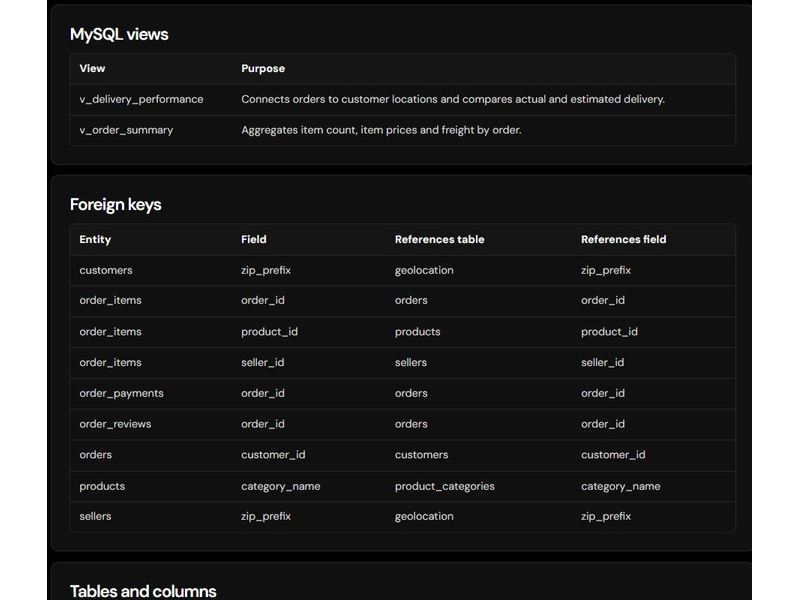 MySQL views
View Purpose
v_delivery_performance Connects orders to customer locations and compares actual and estimated delivery.
v_order_summary Aggregates item count, item prices and freight by order.
Foreign keys
Entity Field References table References field
customers zip_prefix geolocation zip_prefix
order_items order_id orders order_id
order_items product_id products product_id
order_items seller_id sellers seller_id
order_payments order_id orders order_id
order_reviews order_id orders order_id
orders customer_id customers customer_id
products category_name product_categories category_name
sellers zip_prefix geolocation zip_prefix
Tables and columns